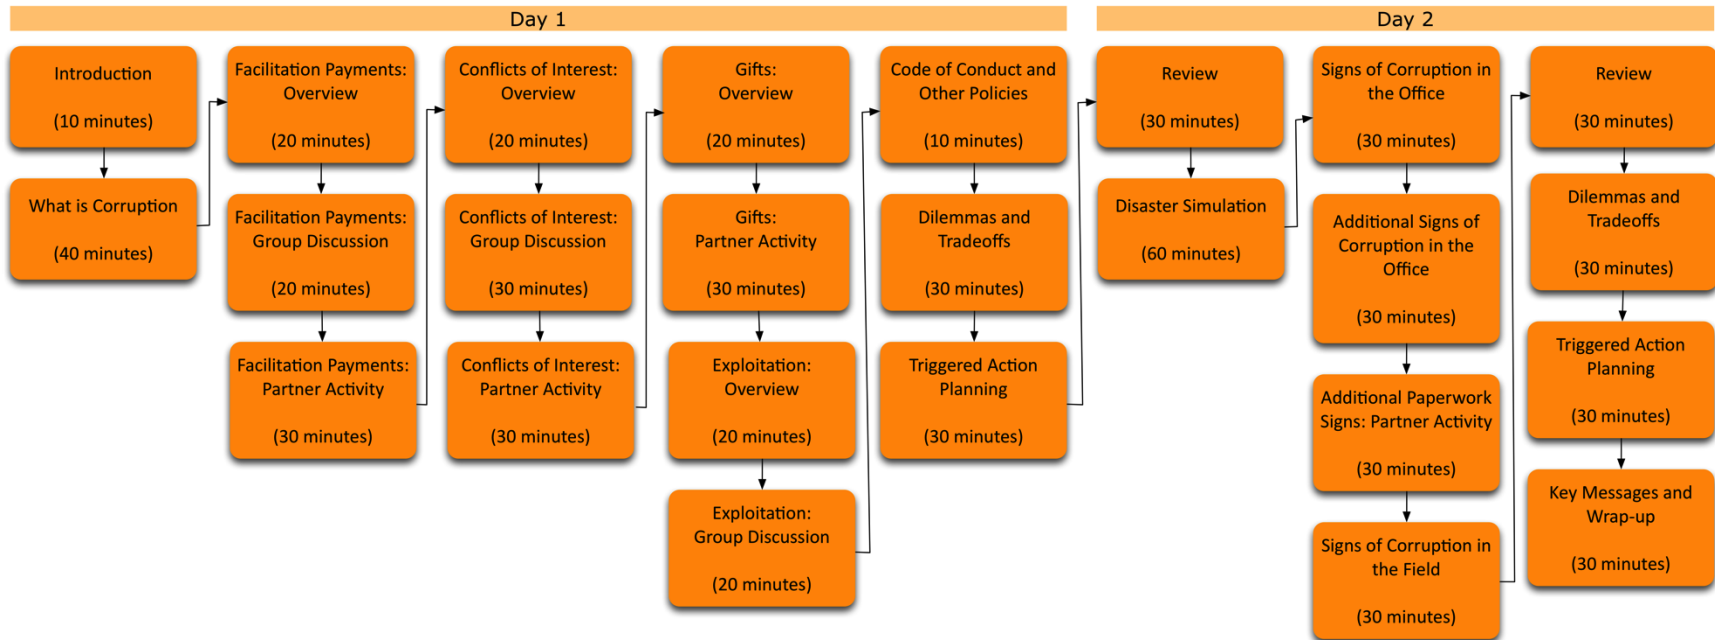 Day 1
Introduction
(10 minutes)
What is Corruption
(40 minutes)
Facilitation Payments:
Overview
(20 minutes)
Facilitation Payments:
Group Discussion
(20 minutes)
Facilitation Payments:
Partner Activity
(30 minutes)
Conflicts of Interest:
Overview
(20 minutes)
Conflicts of Interest:
Group Discussion
(30 minutes)
Conflicts of Interest:
Partner Activity
(30 minutes)
Gifts:
Overview
(20 minutes)
Gifts:
Partner Activity
(30 minutes)
Exploitation:
Overview
(20 minutes)
Exploitation:
Group Discussion
(20 minutes)
Code of Conduct and
Other Policies
(10 minutes)
Dilemmas and
Tradeoffs
(30 minutes)
Triggered Action
Planning
(30 minutes)
Day 2
Review
(30 minutes)
Disaster Simulation
(60 minutes)
Signs of Corruption in
the Office
(30 minutes)
Additional Signs of
Corruption in the
Office
(30 minutes)
Additional Paperwork
Signs: Partner Activity
(30 minutes)
Signs of Corruption in
the Field
(30 minutes)
Review
(30 minutes)
Dilemmas and
Tradeoffs
(30 minutes)
Triggered Action
Planning
(30 minutes)
Key Messages and
Wrap-up
(30 minutes)